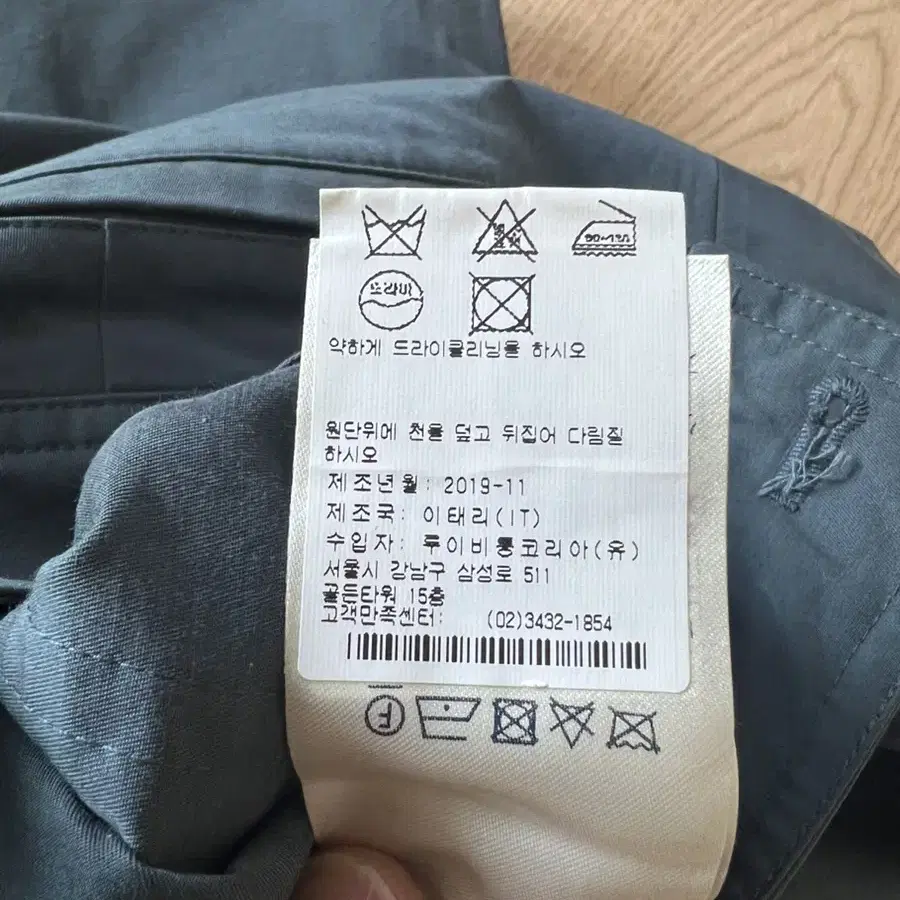 80~120
드라이
약하게 드라이클리닝을 하시오
원단위에 천을 덮고 뒤집어 다림질
하시오
제조년월: 2019-11
제조국: 이태리(IT)
수입자: 루이비통코리아(유)
서울시 강남구 삼성로 511
골든타워 15층
고객만족센터: (02)3432-1854
F